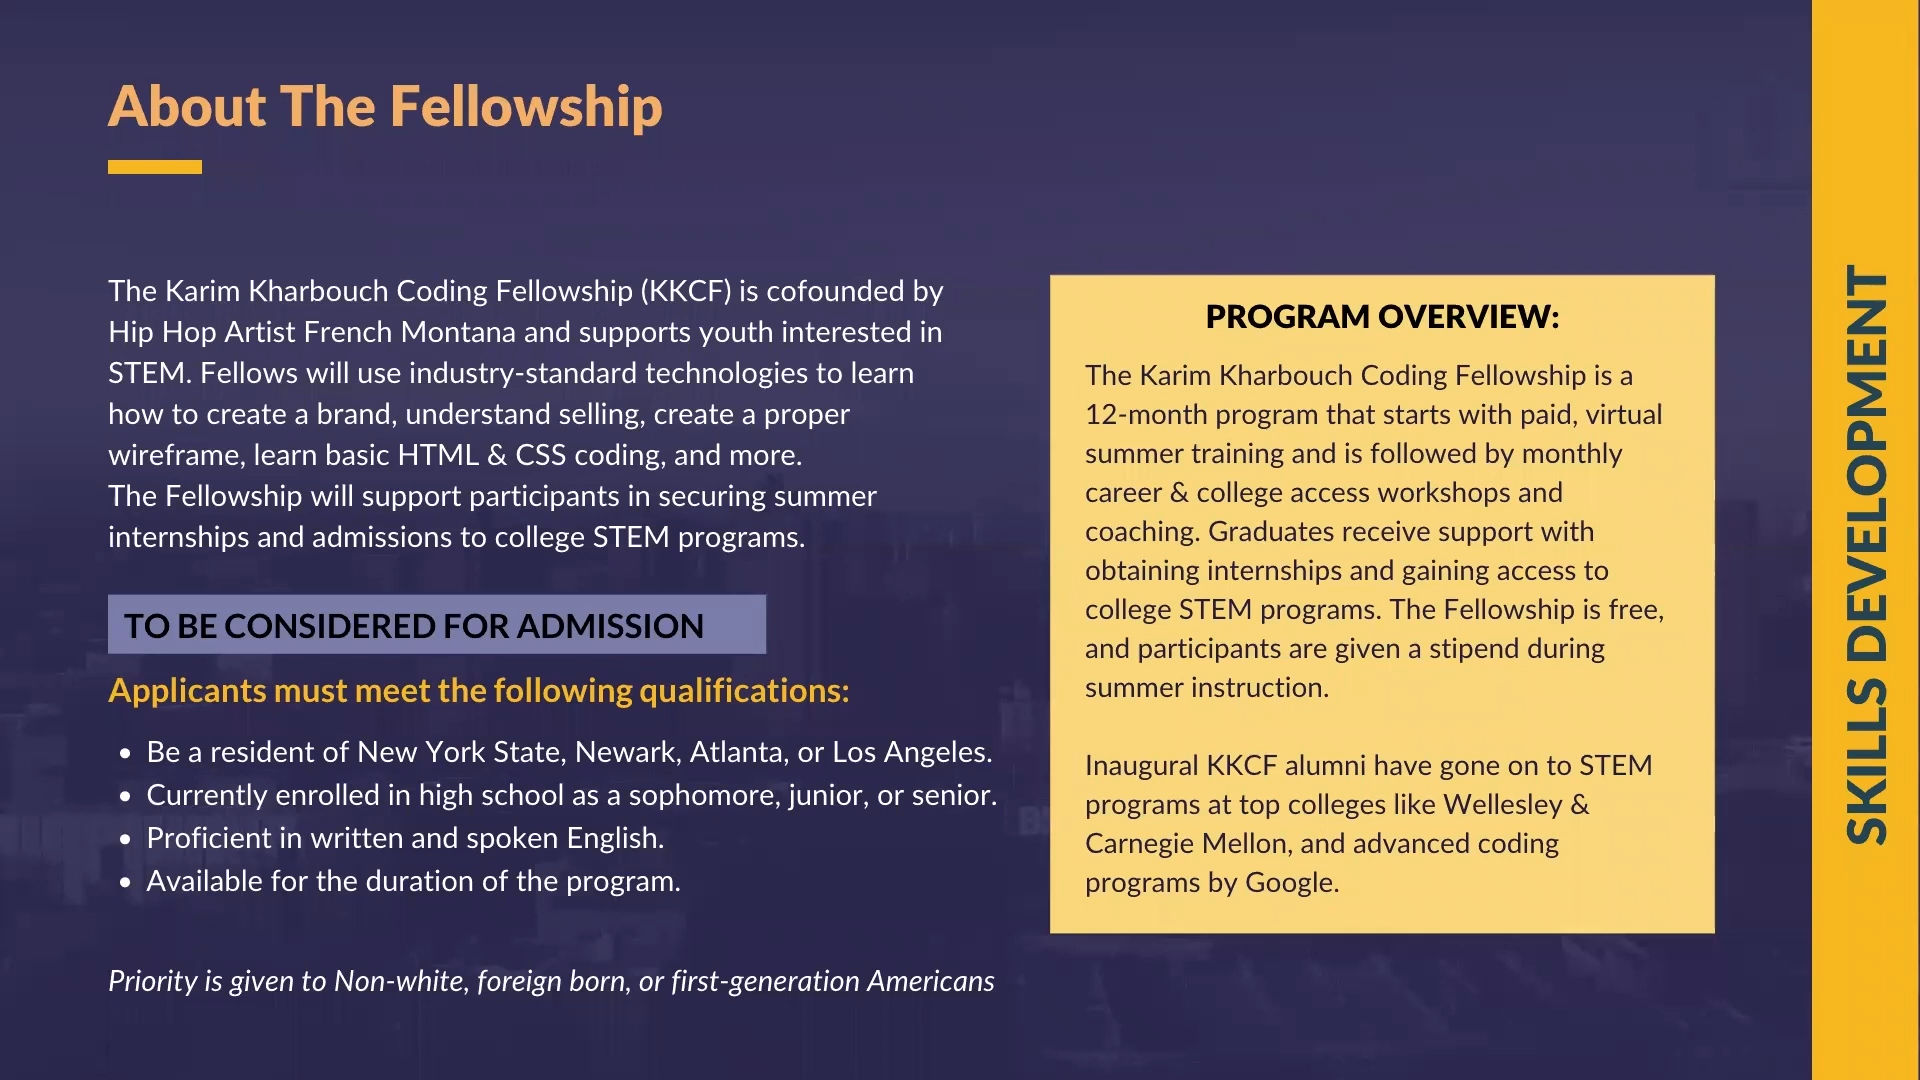 About The Fellowship
The Karim Kharbouch Coding Fellowship (KKCF) is cofounded by
Hip Hop Artist French Montana and supports youth interested in
STEM. Fellows will use industry-standard technologies to learn
how to create a brand, understand selling, create a proper
wireframe, learn basic HTML & CSS coding, and more.
The Fellowship will support participants in securing summer
internships and admissions to college STEM programs.
TO BE CONSIDERED FOR ADMISSION
Applicants must meet the following qualifications:
• Be a resident of New York State, Newark, Atlanta, or Los Angeles.
• Currently enrolled in high school as a sophomore, junior, or senior.
• Proficient in written and spoken English.
• Available for the duration of the program.
Priority is given to Non-white, foreign born, or first-generation Americans
PROGRAM OVERVIEW:
The Karim Kharbouch Coding Fellowship is a
12-month program that starts with paid, virtual
summer training and is followed by monthly
career & college access workshops and
coaching. Graduates receive support with
obtaining internships and gaining access to
college STEM programs. The Fellowship is free,
and participants are given a stipend during
summer instruction.
Inaugural KKCF alumni have gone on to STEM
programs at top colleges like Wellesley &
Carnegie Mellon, and advanced coding
programs by Google.
SKILLS DEVELOPMENT